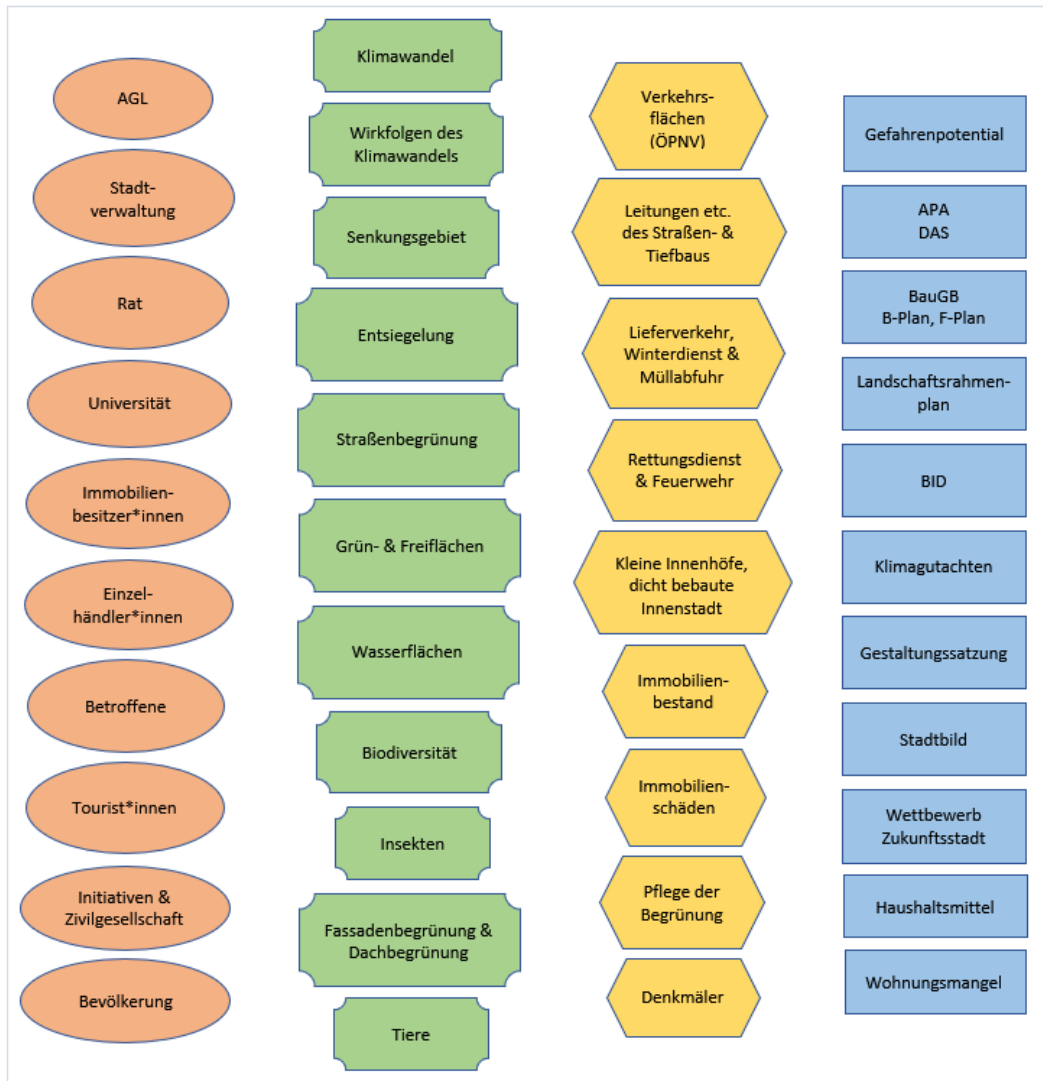 AGL
Stadt-
verwaltung
Rat
Universität
Immobilien-
besitzer*innen
Einzel-
händler*innen
Betroffene
Tourist*innen
Initiativen &
Zivilgesellschaft
Bevölkerung
Klimawandel
Wirkfolgen des
Klimawandels
Senkungsgebiet
Entsiegelung
Straßenbegrünung
Grün- & Freiflächen
Wasserflächen
Biodiversität
Insekten
Fassadenbegrünung &
Dachbegrünung
Tiere
Verkehrs-
flächen
(ÖPNV)
Leitungen etc.
des Straßen- &
Tiefbaus
Lieferverkehr,
Winterdienst &
Müllabfuhr
Rettungsdienst
& Feuerwehr
Kleine Innenhöfe,
dicht bebaute
Innenstadt
Immobilien-
bestand
Immobilien-
schäden
Pflege der
Begrünung
Denkmäler
Gefahrenpotential
APA
DAS
BauGB
B-Plan, F-Plan
Landschaftsrahmen-
plan
BID
Klimagutachten
Gestaltungssatzung
Stadtbild
Wettbewerb
Zukunftsstadt
Haushaltsmittel
Wohnungsmangel